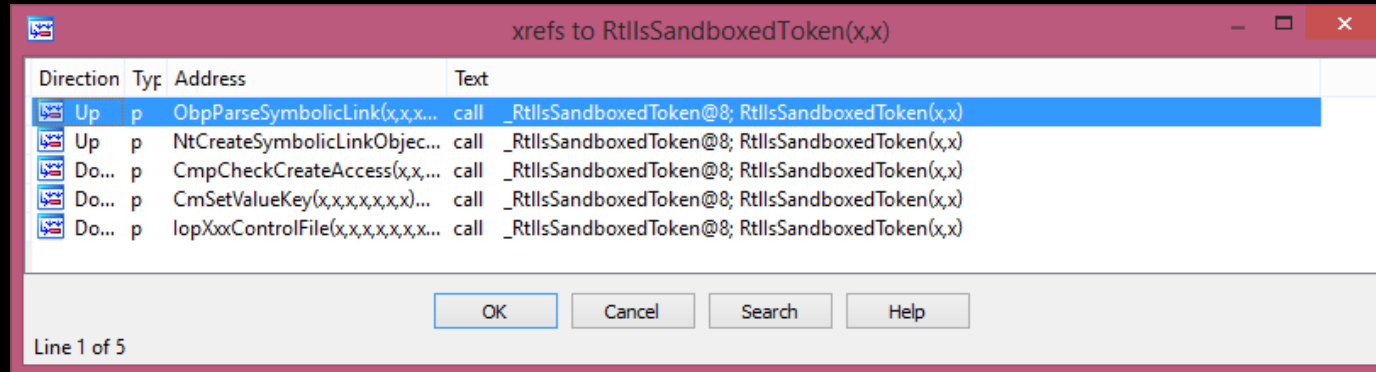 xrefs to RtlIsSandboxedToken(x,x)
Direction Typ Address Text
Up p ObpParseSymbolicLink(x,x,x... call _RtlIsSandboxedToken@8; RtlIsSandboxedToken(x,x)
Up p NtCreateSymbolicLinkObjec... call _RtlIsSandboxedToken@8; RtlIsSandboxedToken(x,x)
Do... p CmpCheckCreateAccess(x,x,... call _RtlIsSandboxedToken@8; RtlIsSandboxedToken(x,x)
Do... p CmSetValueKey(x,x,x,x,x,x,x)... call _RtlIsSandboxedToken@8; RtlIsSandboxedToken(x,x)
Do... p IopXxxControlFile(x,x,x,x,x,x,x... call _RtlIsSandboxedToken@8; RtlIsSandboxedToken(x,x)
OK Cancel Search Help
Line 1 of 5